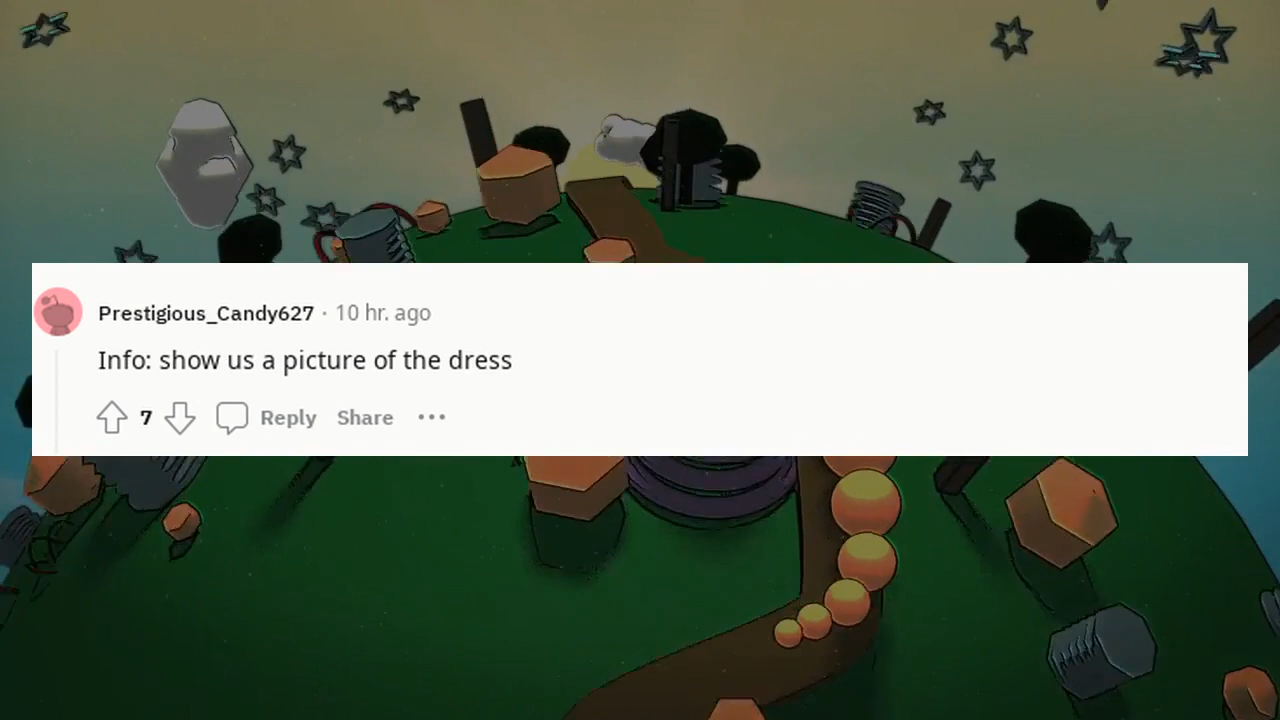 Prestigious_Candy627 · 10 hr. ago
Info: show us a picture of the dress
7 Reply Share ···